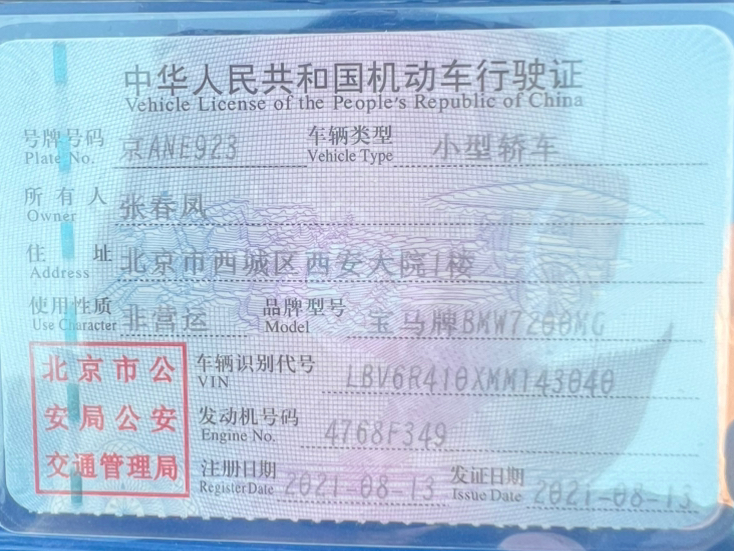 中华人民共和国机动车行驶证
Vehicle License of the People's Republic of China
号牌号码 京ANE923 车辆类型 小型轿车
Plate No. Vehicle Type
所有人 张春凤
Owner
住址 北京市西城区西安大院1楼
Address
使用性质 非营运 品牌型号 宝马牌BMW7200XG
Use Character Model
北京市公 车辆识别代号 LBV6R410XMM143040
安局公安 VIN
交通管理局 发动机号码 4768F349
Engine No.
注册日期 2021-08-13 发证日期 2021-08-13
Register Date Issue Date